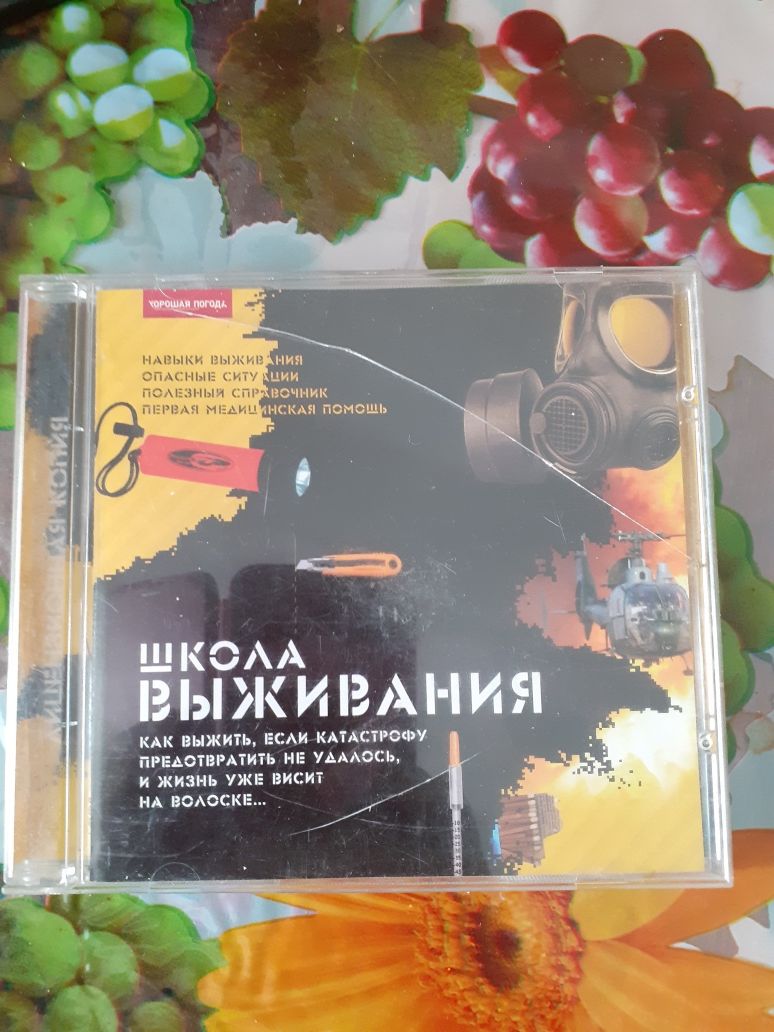 ХОРОШАЯ ПОГОДА
НАВЫКИ ВЫЖИВАНИЯ
ОПАСНЫЕ СИТУАЦИИ
ПОЛЕЗНЫЙ СПРАВОЧНИК
ПЕРВАЯ МЕДИЦИНСКАЯ ПОМОЩЬ
ШКОЛА
ВЫЖИВАНИЯ
КАК ВЫЖИТЬ, ЕСЛИ КАТАСТРОФУ
ПРЕДОТВРАТИТЬ НЕ УДАЛОСЬ,
И ЖИЗНЬ УЖЕ ВИСИТ
НА ВОЛОСКЕ...